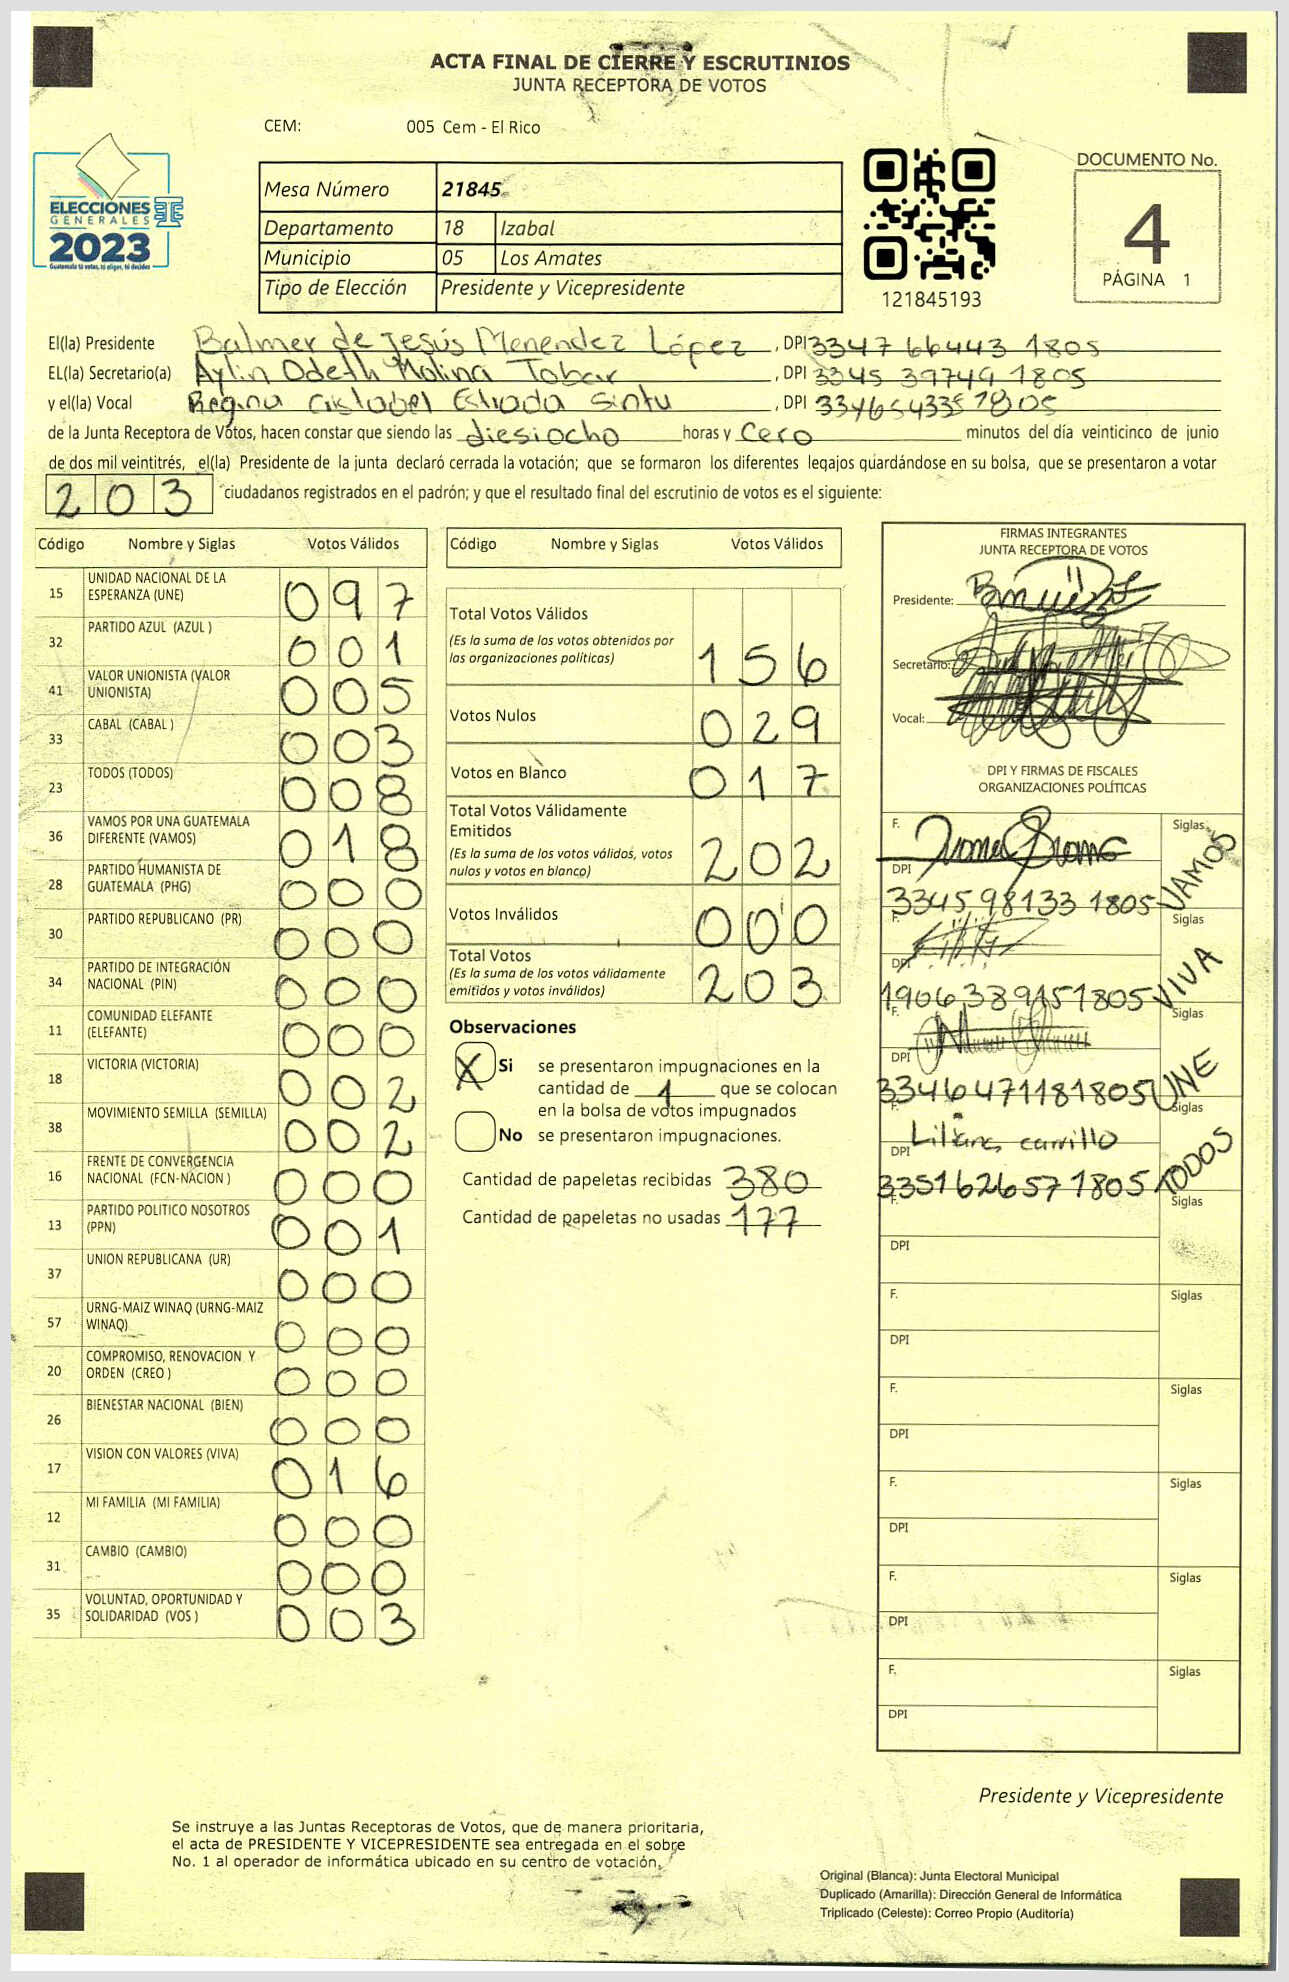 ACTA FINAL DE CIERRE Y ESCRUTINIOS
JUNTA RECEPTORA DE VOTOS
CEM: 005 Cem - El Rico
ELECCIONES
GENERALES
2023
Guatemala tú votas, tú eliges, tú decides
Mesa Número 21845
Departamento 18 Izabal
Municipio 05 Los Amates
Tipo de Elección Presidente y Vicepresidente
121845193
DOCUMENTO No.
4
PÁGINA 1
El(la) Presidente Balmer de Jesús Menendez López, DPI 3347 66443 1805
EL(la) Secretario(a) Aylin Odeth Molina Tobar, DPI 3345 39749 1805
y el(la) Vocal Regina Estrada, DPI 334654335 1805
de la Junta Receptora de Votos, hacen constar que siendo las diesiocho horas y cero minutos del día veinticinco de junio
de dos mil veintitrés, el(la) Presidente de la junta declaró cerrada la votación; que se formaron los diferentes legajos guardándose en su bolsa, que se presentaron a votar
203 ciudadanos registrados en el padrón; y que el resultado final del escrutinio de votos es el siguiente:
Código Nombre y Siglas Votos Válidos
15 UNIDAD NACIONAL DE LA ESPERANZA (UNE) 097
32 PARTIDO AZUL (AZUL ) 001
41 VALOR UNIONISTA (VALOR UNIONISTA) 005
33 CABAL (CABAL ) 003
23 TODOS (TODOS) 008
36 VAMOS POR UNA GUATEMALA DIFERENTE (VAMOS) 018
28 PARTIDO HUMANISTA DE GUATEMALA (PHG) 000
30 PARTIDO REPUBLICANO (PR) 000
34 PARTIDO DE INTEGRACIÓN NACIONAL (PIN) 000
11 COMUNIDAD ELEFANTE (ELEFANTE) 000
18 VICTORIA (VICTORIA) 002
38 MOVIMIENTO SEMILLA (SEMILLA) 002
16 FRENTE DE CONVERGENCIA NACIONAL (FCN-NACION ) 000
13 PARTIDO POLITICO NOSOTROS (PPN) 001
37 UNION REPUBLICANA (UR) 000
57 URNG-MAIZ WINAQ (URNG-MAIZ WINAQ) 000
20 COMPROMISO, RENOVACION Y ORDEN (CREO ) 000
26 BIENESTAR NACIONAL (BIEN) 000
17 VISION CON VALORES (VIVA) 016
12 MI FAMILIA (MI FAMILIA) 000
31 CAMBIO (CAMBIO) 000
35 VOLUNTAD, OPORTUNIDAD Y SOLIDARIDAD (VOS ) 003
Código Nombre y Siglas Votos Válidos
Total Votos Válidos 156
(Es la suma de los votos obtenidos por
las organizaciones políticas)
Votos Nulos 029
Votos en Blanco 017
Total Votos Válidamente
Emitidos 202
(Es la suma de los votos válidos, votos
nulos y votos en blanco)
Votos Inválidos 000
Total Votos 203
(Es la suma de los votos válidamente
emitidos y votos inválidos)
Observaciones
X Si se presentaron impugnaciones en la
cantidad de 1 que se colocan
en la bolsa de votos impugnados
No se presentaron impugnaciones.
Cantidad de papeletas recibidas 380
Cantidad de papeletas no usadas 177
FIRMAS INTEGRANTES
JUNTA RECEPTORA DE VOTOS
Presidente:
Secretario:
Vocal:
DPI Y FIRMAS DE FISCALES
ORGANIZACIONES POLÍTICAS
F. Siglas VAMOS
DPI 3345 98133 1805
F. Siglas VIVA
DPI 1906389151805
F. Siglas UNE
DPI 3346471181805
F. Liliana carrillo Siglas TODOS
DPI 3351626571805
F. Siglas
DPI
F. Siglas
DPI
F. Siglas
DPI
F. Siglas
DPI
F. Siglas
DPI
F. Siglas
DPI
Presidente y Vicepresidente
Se instruye a las Juntas Receptoras de Votos, que de manera prioritaria,
el acta de PRESIDENTE Y VICEPRESIDENTE sea entregada en el sobre
No. 1 al operador de informática ubicado en su centro de votación.
Original (Blanca): Junta Electoral Municipal
Duplicado (Amarilla): Dirección General de Informática
Triplicado (Celeste): Correo Propio (Auditoría)